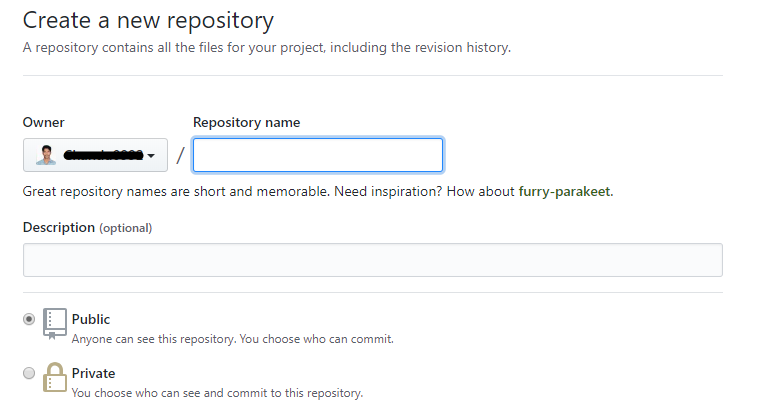 Create a new repository
A repository contains all the files for your project, including the revision history.
Owner
Repository name
/
Great repository names are short and memorable. Need inspiration? How about furry-parakeet.
Description (optional)
Public
Anyone can see this repository. You choose who can commit.
Private
You choose who can see and commit to this repository.